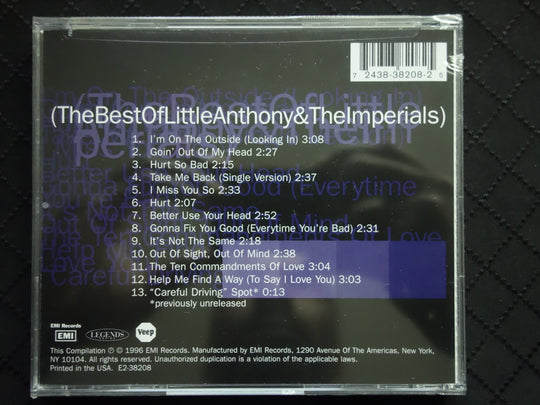 7 2438-38208-2 5
(TheBestOfLittleAnthony&TheImperials)
1. I'm On The Outside (Looking In) 3:08
2. Goin' Out Of My Head 2:27
3. Hurt So Bad 2:15
4. Take Me Back (Single Version) 2:37
5. I Miss You So 2:33
6. Hurt 2:07
7. Better Use Your Head 2:52
8. Gonna Fix You Good (Everytime You're Bad) 2:31
9. It's Not The Same 2:18
10. Out Of Sight, Out Of Mind 2:38
11. The Ten Commandments Of Love 3:04
12. Help Me Find A Way (To Say I Love You) 3:03
13. "Careful Driving" Spot* 0:13
*previously unreleased
EMI Records
EMI LEGENDS Veep
This Compilation ℗ © 1996 EMI Records. Manufactured by EMI Records, 1290 Avenue Of The Americas, New York,
NY 10104. All rights reserved. Unauthorized duplication is a violation of the applicable laws.
Printed in the USA. E2-38208